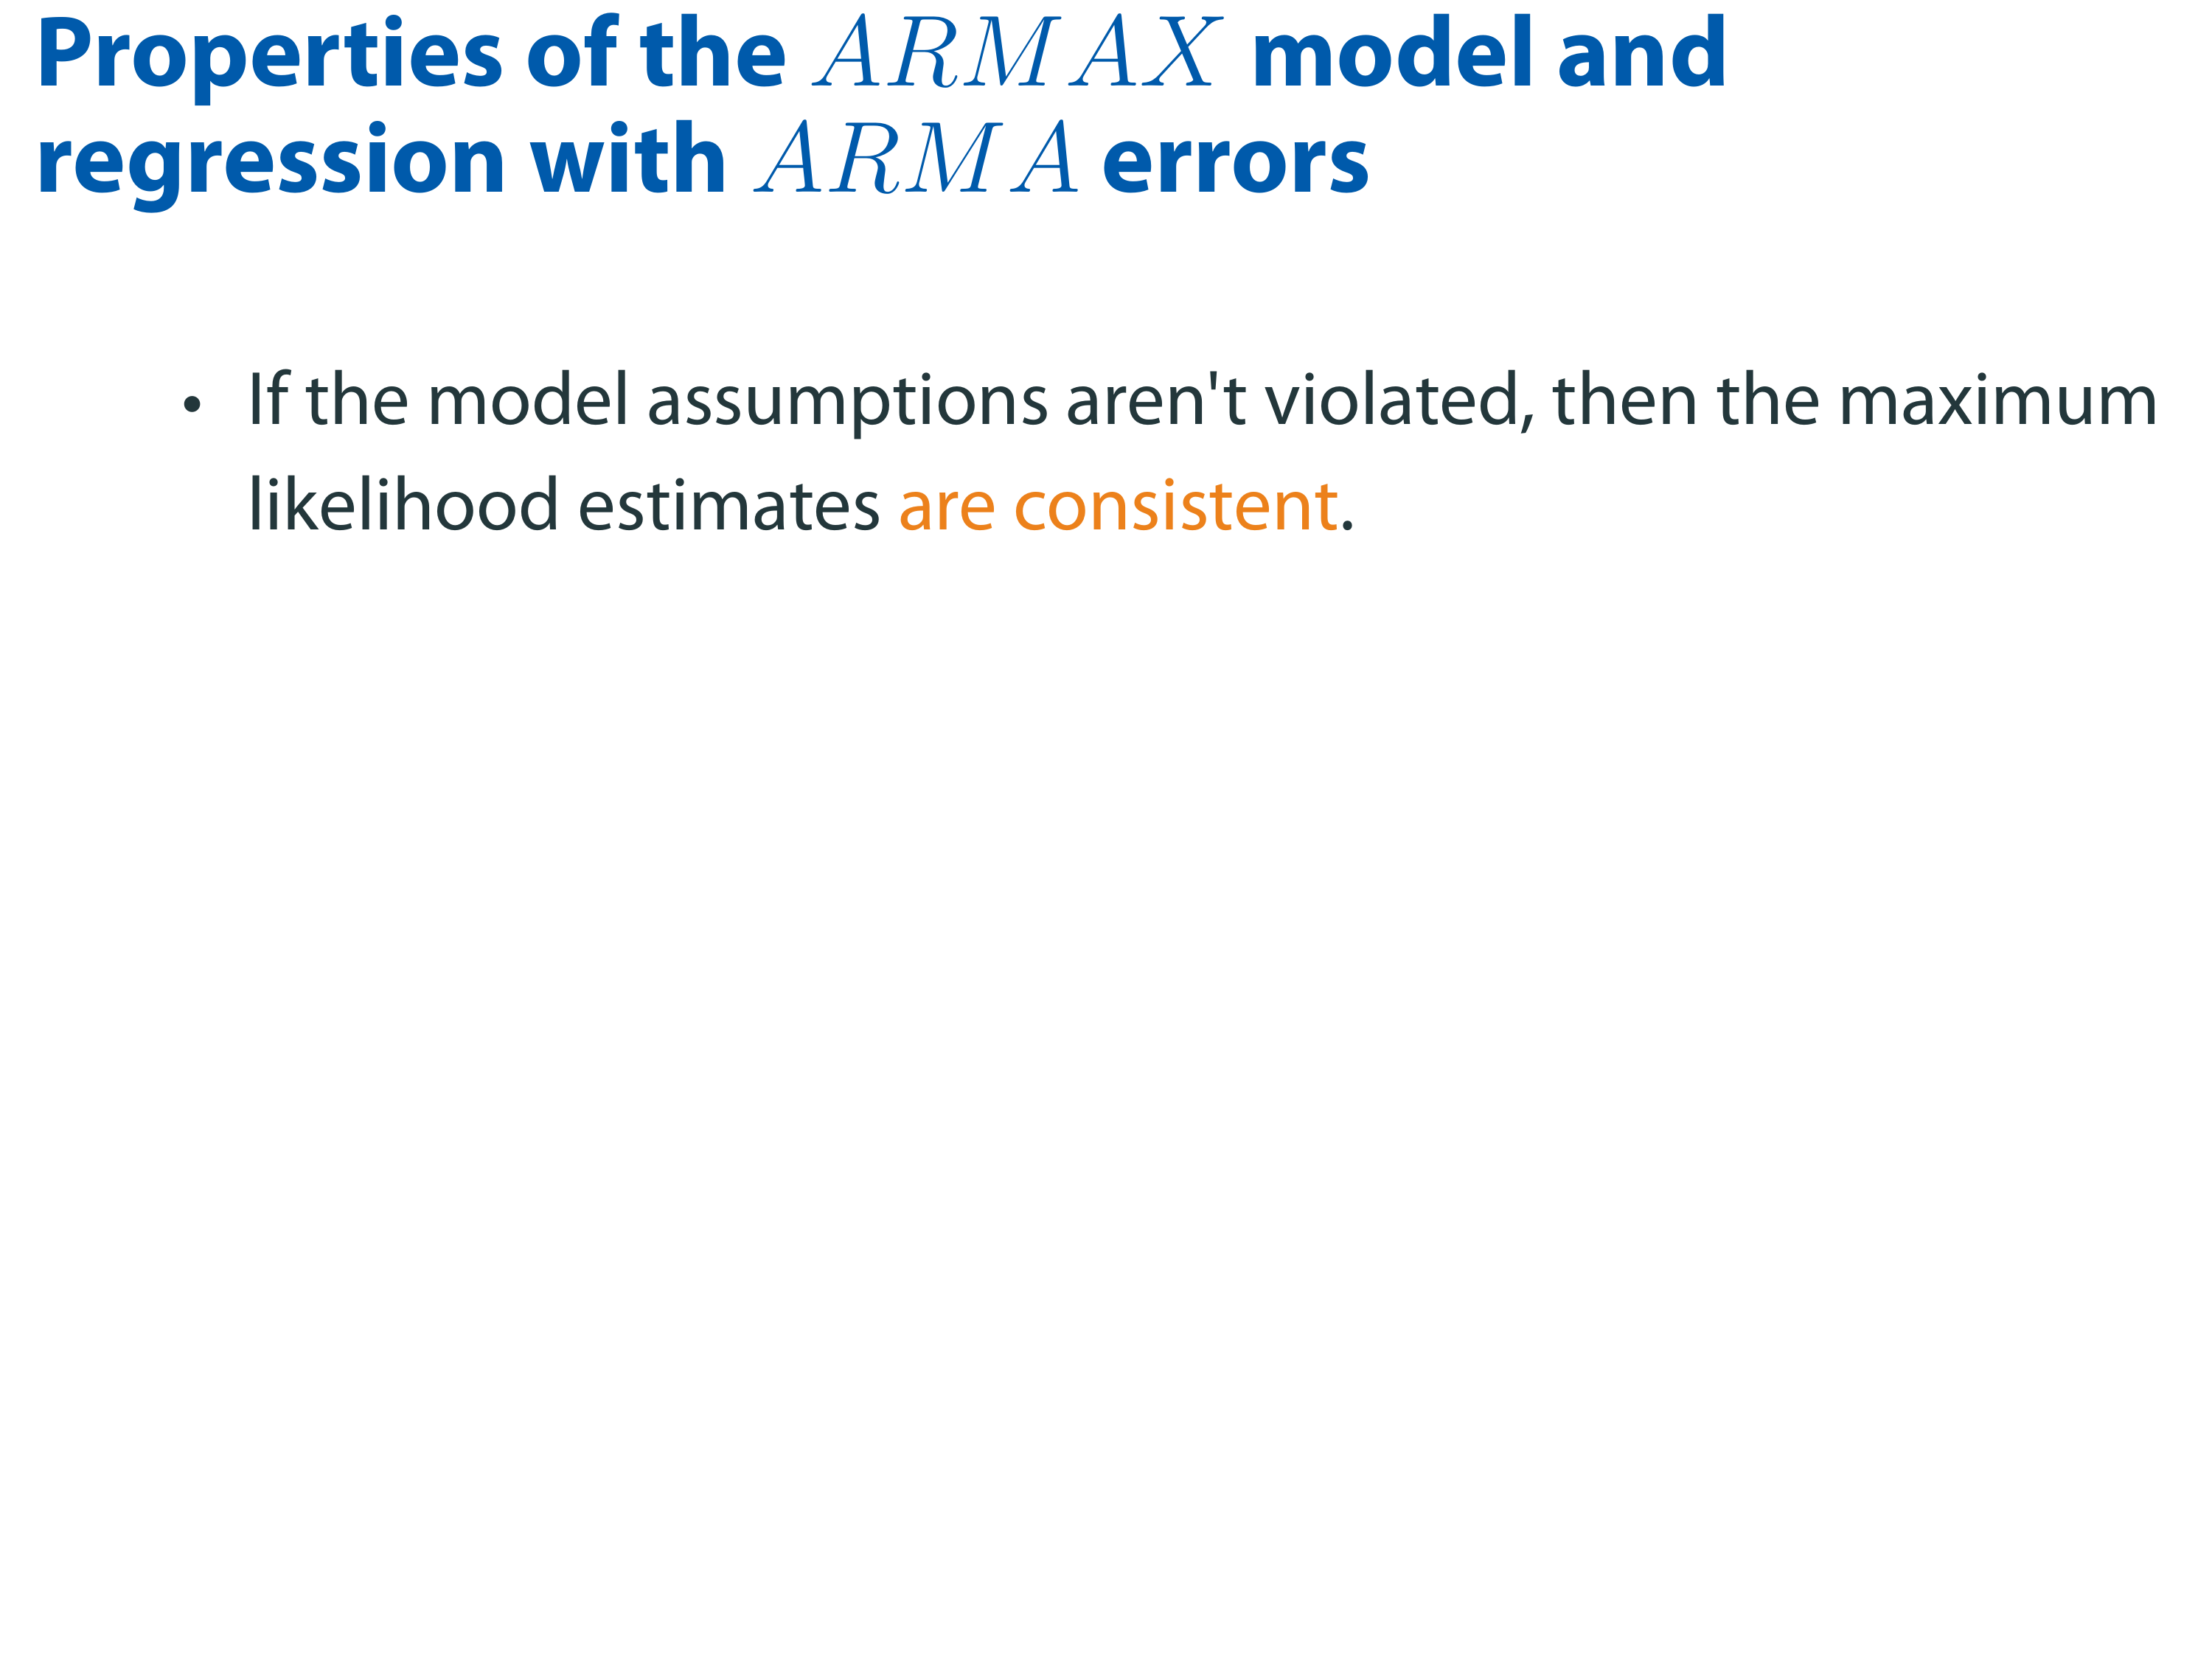 Properties of the ARMAX model and
regression with ARMA errors
• If the model assumptions aren't violated, then the maximum
likelihood estimates are consistent.